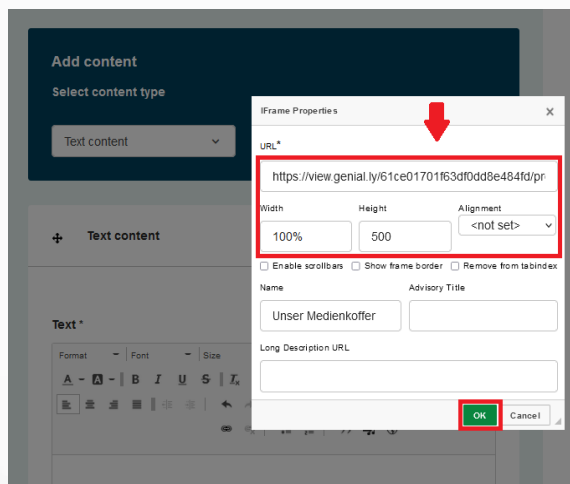 Add content
Select content type
Text content
IFrame Properties
URL*
https://view.genial.ly/61ce01701f63df0dd8e484fd/pr
Width
Height
Alignment
100%
500
<not set>
Enable scrollbars
Show frame border
Remove from tabindex
Name
Advisory Title
Unser Medienkoffer
Long Description URL
OK
Cancel
Text content
Text *
Format
Font
Size
A
A
B I U S Ix